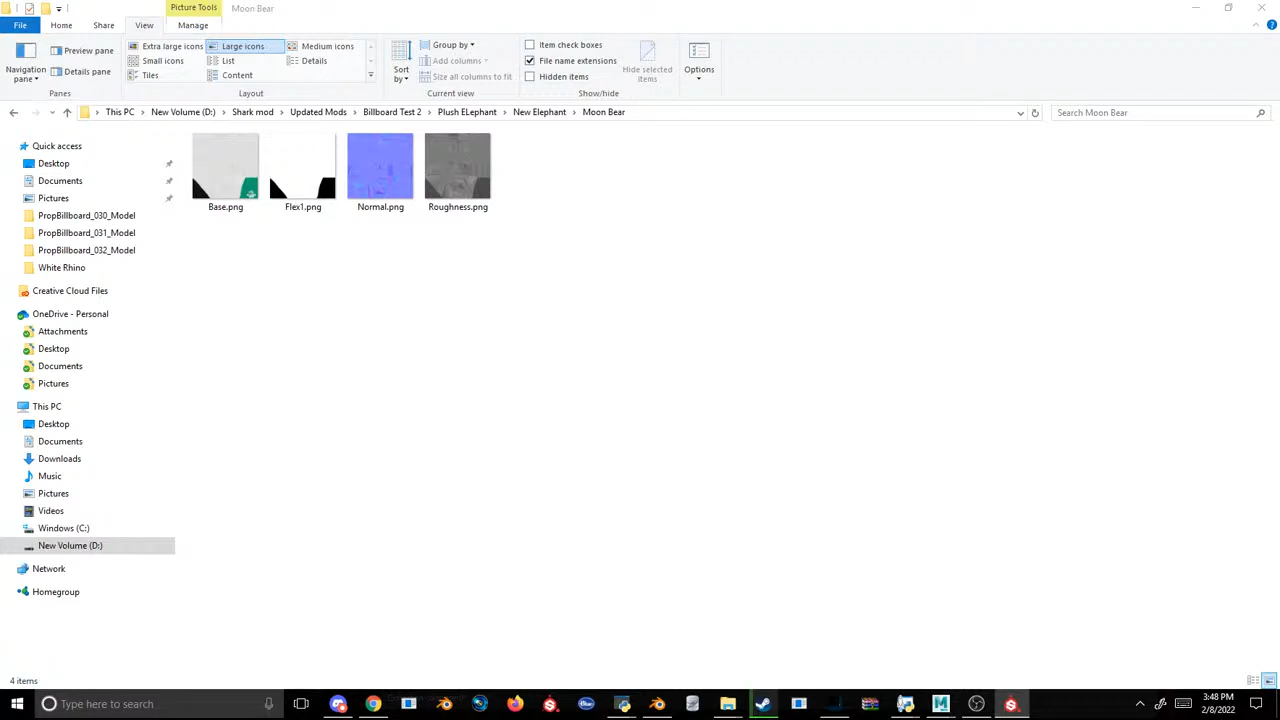 Picture Tools
Moon Bear
File
Home
Share
View
Manage
Navigation pane
Preview pane
Details pane
Panes
Extra large icons
Large icons
Medium icons
Small icons
List
Details
Tiles
Content
Layout
Sort by
Group by
Add columns
Size all columns to fit
Current view
Item check boxes
File name extensions
Hidden items
Hide selected items
Show/hide
Options
This PC
New Volume (D:)
Shark mod
Updated Mods
Billboard Test 2
Plush ELephant
New Elephant
Moon Bear
Search Moon Bear
Quick access
Desktop
Documents
Pictures
PropBillboard_030_Model
PropBillboard_031_Model
PropBillboard_032_Model
White Rhino
Creative Cloud Files
OneDrive - Personal
Attachments
Desktop
Documents
Pictures
This PC
Desktop
Documents
Downloads
Music
Pictures
Videos
Windows (C:)
New Volume (D:)
Network
Homegroup
Base.png
Flex1.png
Normal.png
Roughness.png
4 items
Type here to search
3:48 PM
2/8/2022